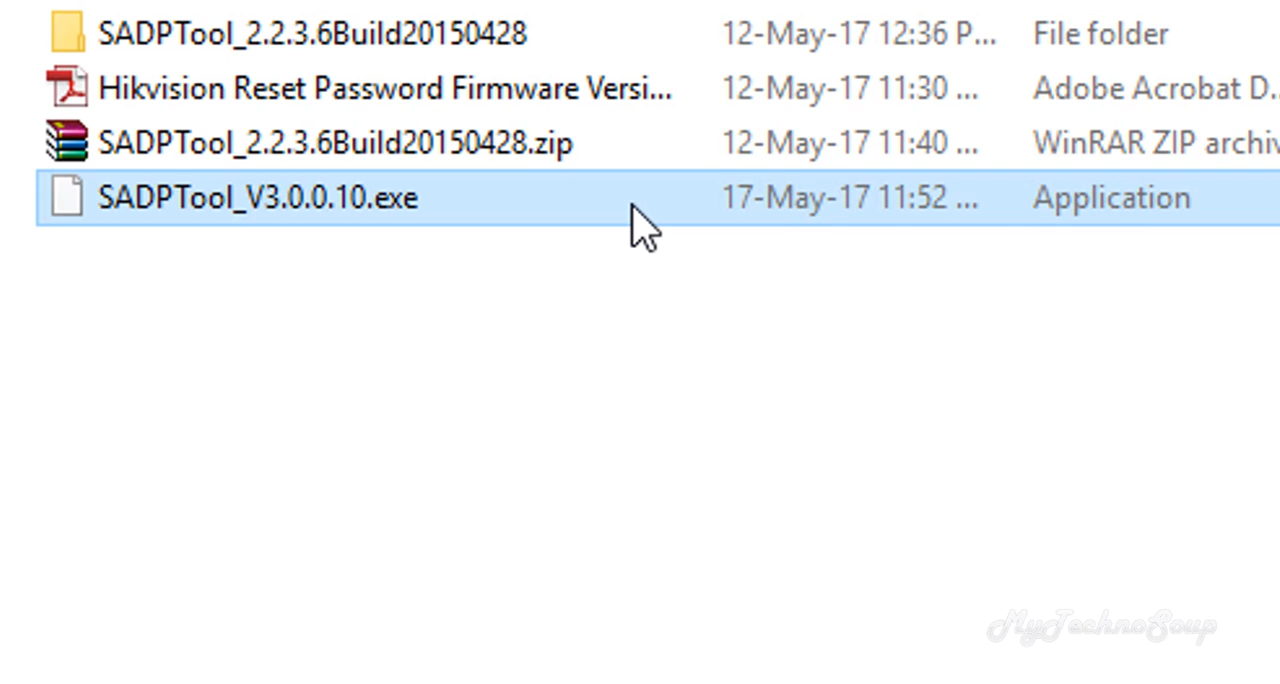 SADPTool_2.2.3.6Build20150428 12-May-17 12:36 P... File folder
Hikvision Reset Password Firmware Versi... 12-May-17 11:30 ... Adobe Acrobat D..
SADPTool_2.2.3.6Build20150428.zip 12-May-17 11:40 ... WinRAR ZIP archiv
SADPTool_V3.0.0.10.exe 17-May-17 11:52 ... Application
MyTechnoSoup